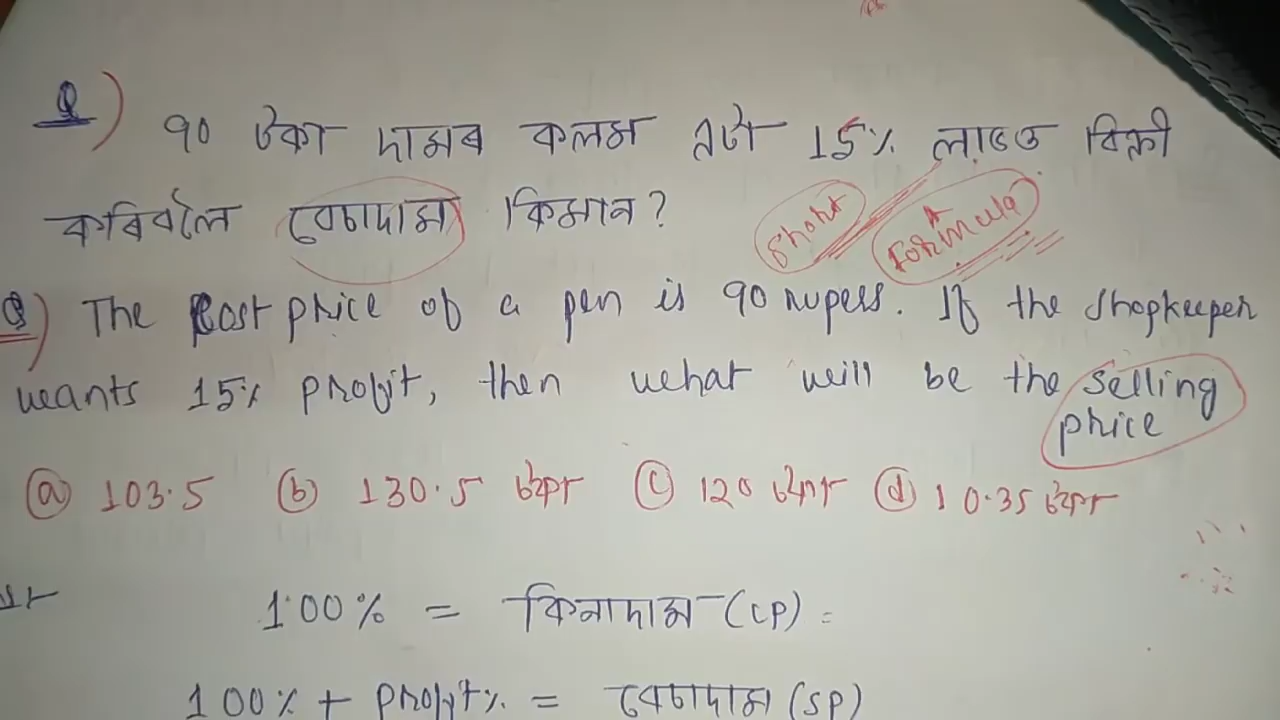 Q) 90 টকা দামৰ কলম এটা 15% লাভত বিক্ৰী
কৰিবলৈ বেচাদাম কিমান?
Short Formula
Q) The Cost price of a pen is 90 rupess. If the shopkeeper
wants 15% profit, then what will be the selling
price
(a) 103.5 (b) 130.5 টকা (c) 120 টকা (d) 10.35 টকা
100% = কিনাদাম (CP) =
100% + profit% = বেচাদাম (SP)